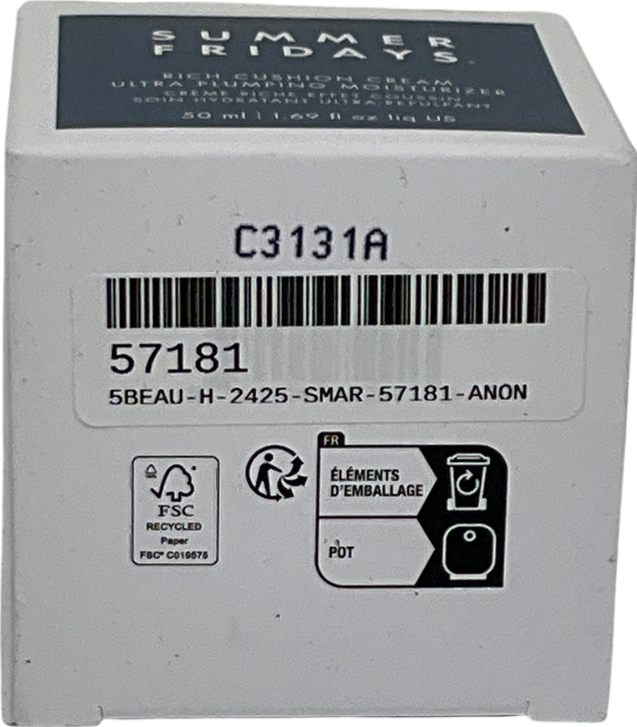 SUMMER
FRIDAYS
RICH CUSHION CREAM
ULTRA PLUMPING MOISTURIZER
CRÈME RICHE EFFET COUSSIN
SOIN HYDRATANT ULTRA-REPULPANT
50 ml | 1.69 fl oz liq US
C3131A
57181
5BEAU-H-2425-SMAR-57181-ANON
FR
ÉLÉMENTS
D'EMBALLAGE
POT
FSC
RECYCLED
Paper
FSC® C019575